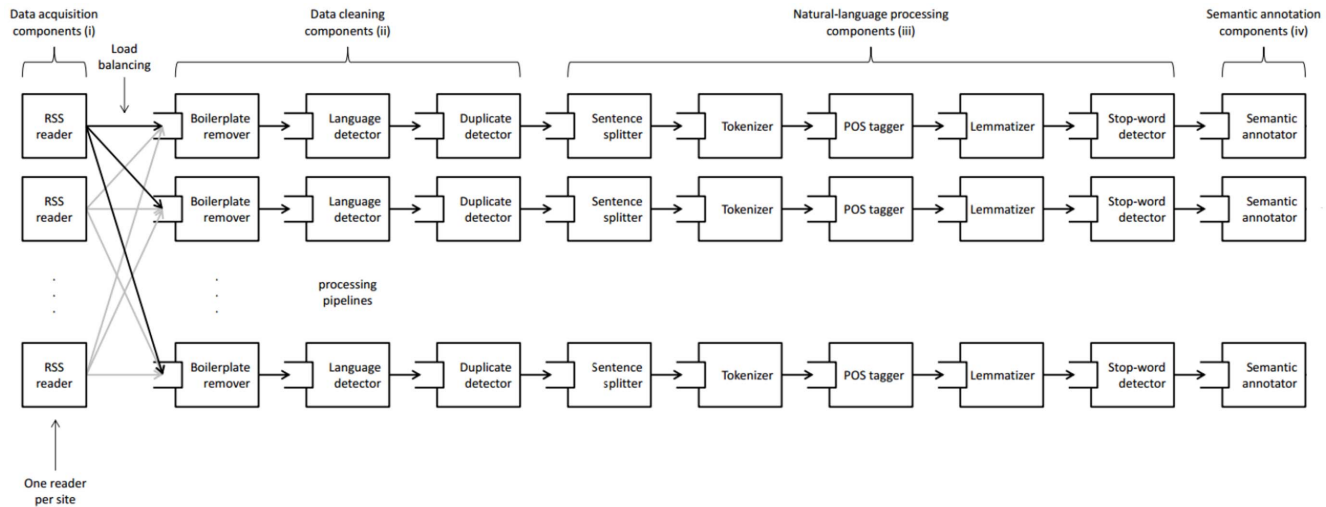 Data acquisition
components (i)
Data cleaning
components (ii)
Natural-language processing
components (iii)
Semantic annotation
components (iv)
Load
balancing
RSS
reader
Boilerplate
remover
Language
detector
Duplicate
detector
Sentence
splitter
Tokenizer
POS tagger
Lemmatizer
Stop-word
detector
Semantic
annotator
RSS
reader
Boilerplate
remover
Language
detector
Duplicate
detector
Sentence
splitter
Tokenizer
POS tagger
Lemmatizer
Stop-word
detector
Semantic
annotator
processing
pipelines
RSS
reader
Boilerplate
remover
Language
detector
Duplicate
detector
Sentence
splitter
Tokenizer
POS tagger
Lemmatizer
Stop-word
detector
Semantic
annotator
One reader
per site